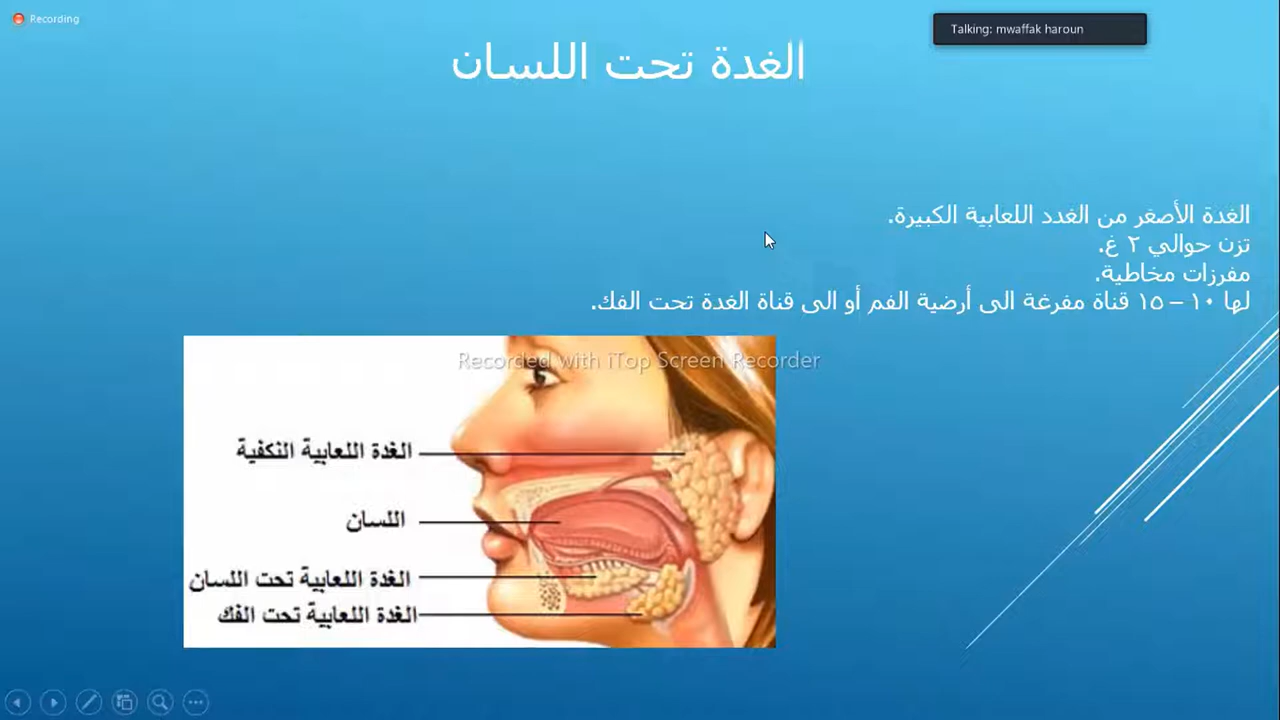 Recording
Talking: mwaffak haroun
الغدة تحت اللسان
الغدة الأصغر من الغدد اللعابية الكبيرة.
تزن حوالي ٢ غ.
مفرزات مخاطية.
لها ١٠ – ١٥ قناة مفرغة الى أرضية الفم أو الى قناة الغدة تحت الفك.
Recorded with iTop Screen Recorder
الغدة اللعابية النكفية
اللسان
الغدة اللعابية تحت اللسان
الغدة اللعابية تحت الفك